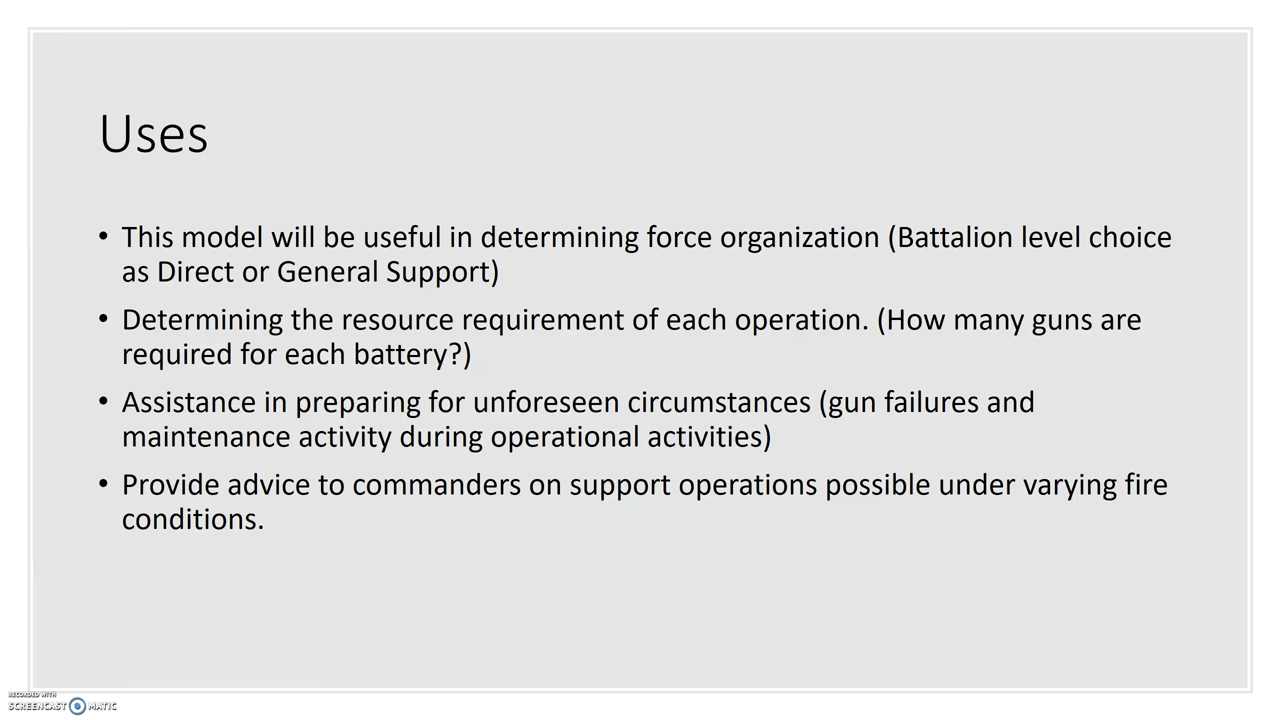 Uses
• This model will be useful in determining force organization (Battalion level choice
as Direct or General Support)
• Determining the resource requirement of each operation. (How many guns are
required for each battery?)
• Assistance in preparing for unforeseen circumstances (gun failures and
maintenance activity during operational activities)
• Provide advice to commanders on support operations possible under varying fire
conditions.
RECORDED WITH
SCREENCAST MATIC